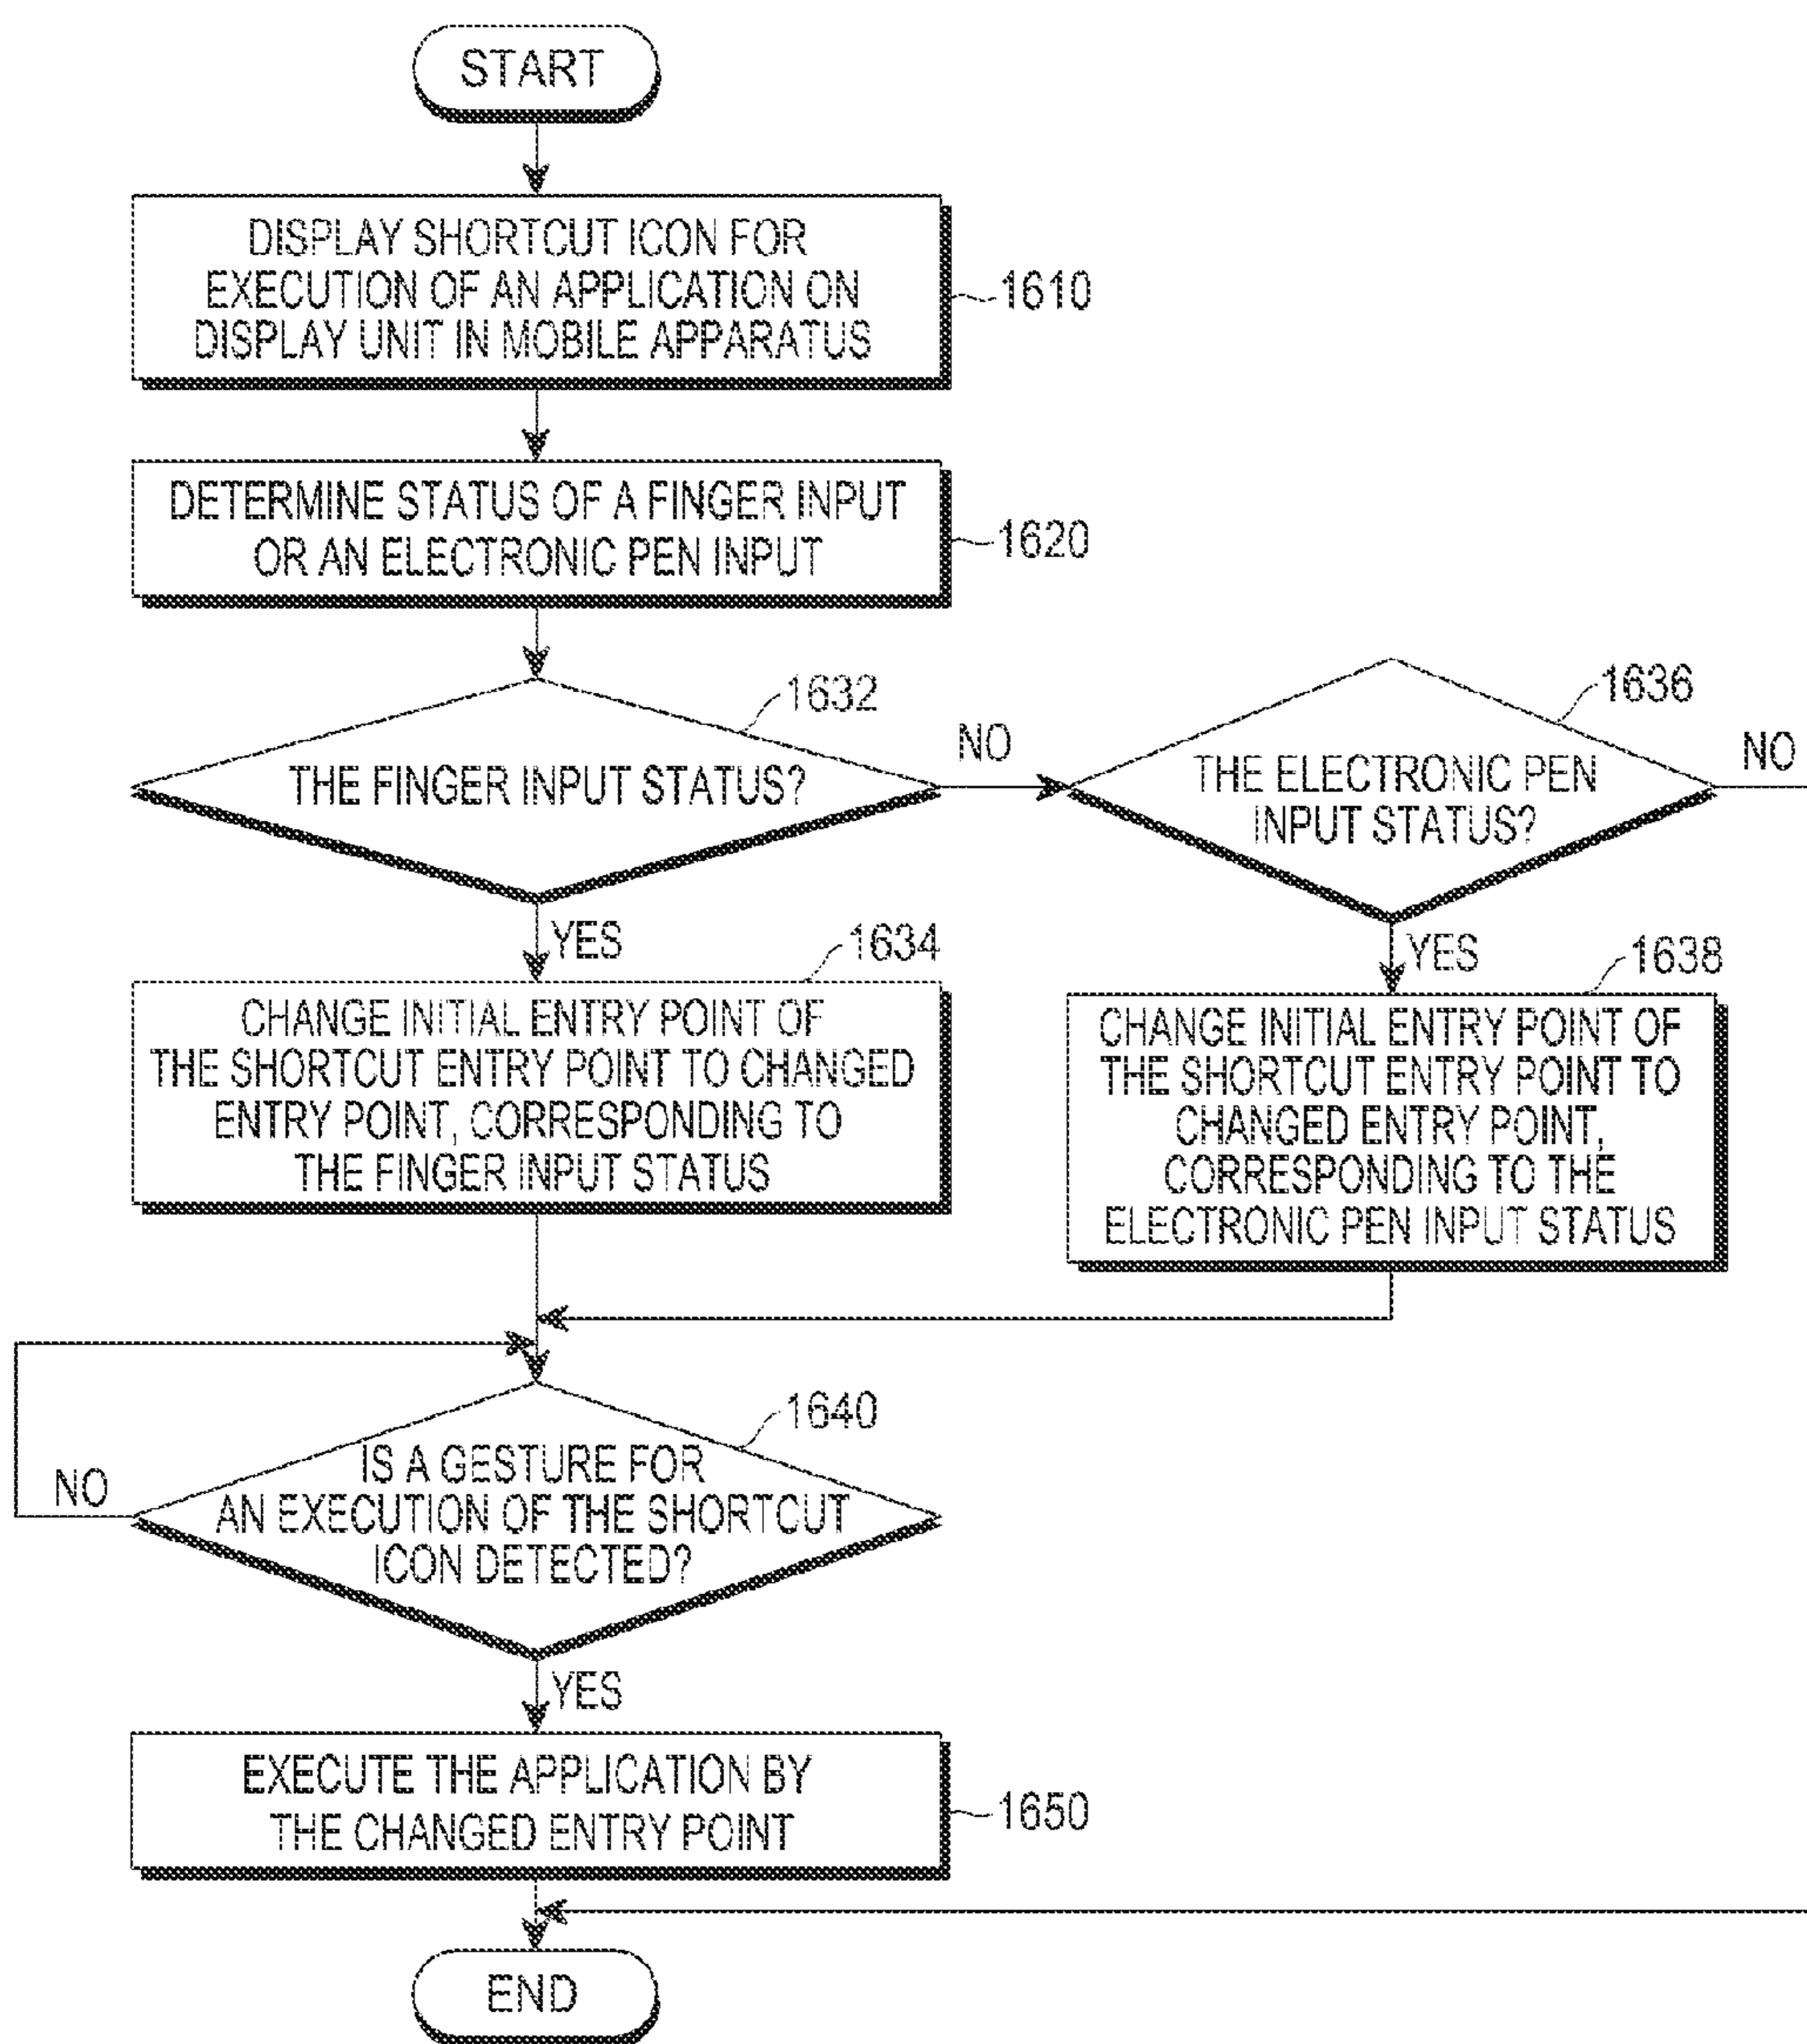 START
DISPLAY SHORTCUT ICON FOR
EXECUTION OF AN APPLICATION ON
DISPLAY UNIT IN MOBILE APPARATUS
1610
DETERMINE STATUS OF A FINGER INPUT
OR AN ELECTRONIC PEN INPUT
1620
1632
THE FINGER INPUT STATUS?
NO
1636
THE ELECTRONIC PEN
INPUT STATUS?
NO
YES
1634
CHANGE INITIAL ENTRY POINT OF
THE SHORTCUT ENTRY POINT TO CHANGED
ENTRY POINT, CORRESPONDING TO
THE FINGER INPUT STATUS
YES
1638
CHANGE INITIAL ENTRY POINT OF
THE SHORTCUT ENTRY POINT TO
CHANGED ENTRY POINT,
CORRESPONDING TO THE
ELECTRONIC PEN INPUT STATUS
1640
IS A GESTURE FOR
AN EXECUTION OF THE SHORTCUT
ICON DETECTED?
NO
YES
EXECUTE THE APPLICATION BY
THE CHANGED ENTRY POINT
1650
END